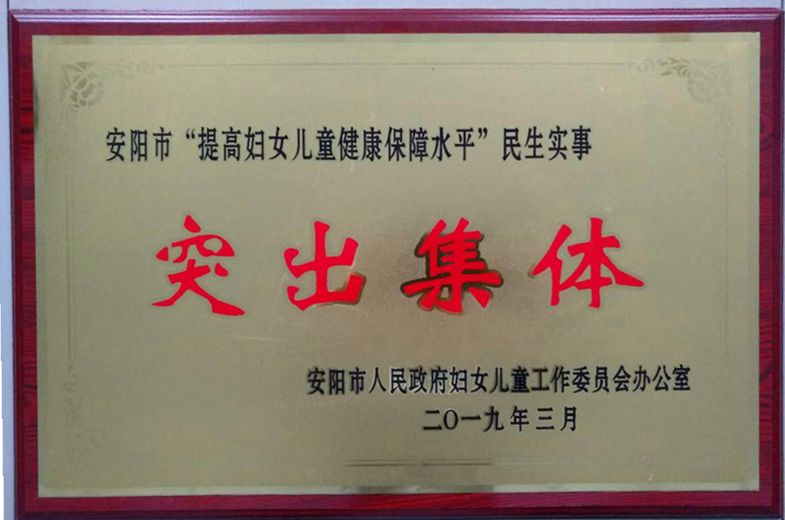 安阳市“提高妇女儿童健康保障水平”民生实事
突出集体
安阳市人民政府妇女儿童工作委员会办公室
二〇一九年三月